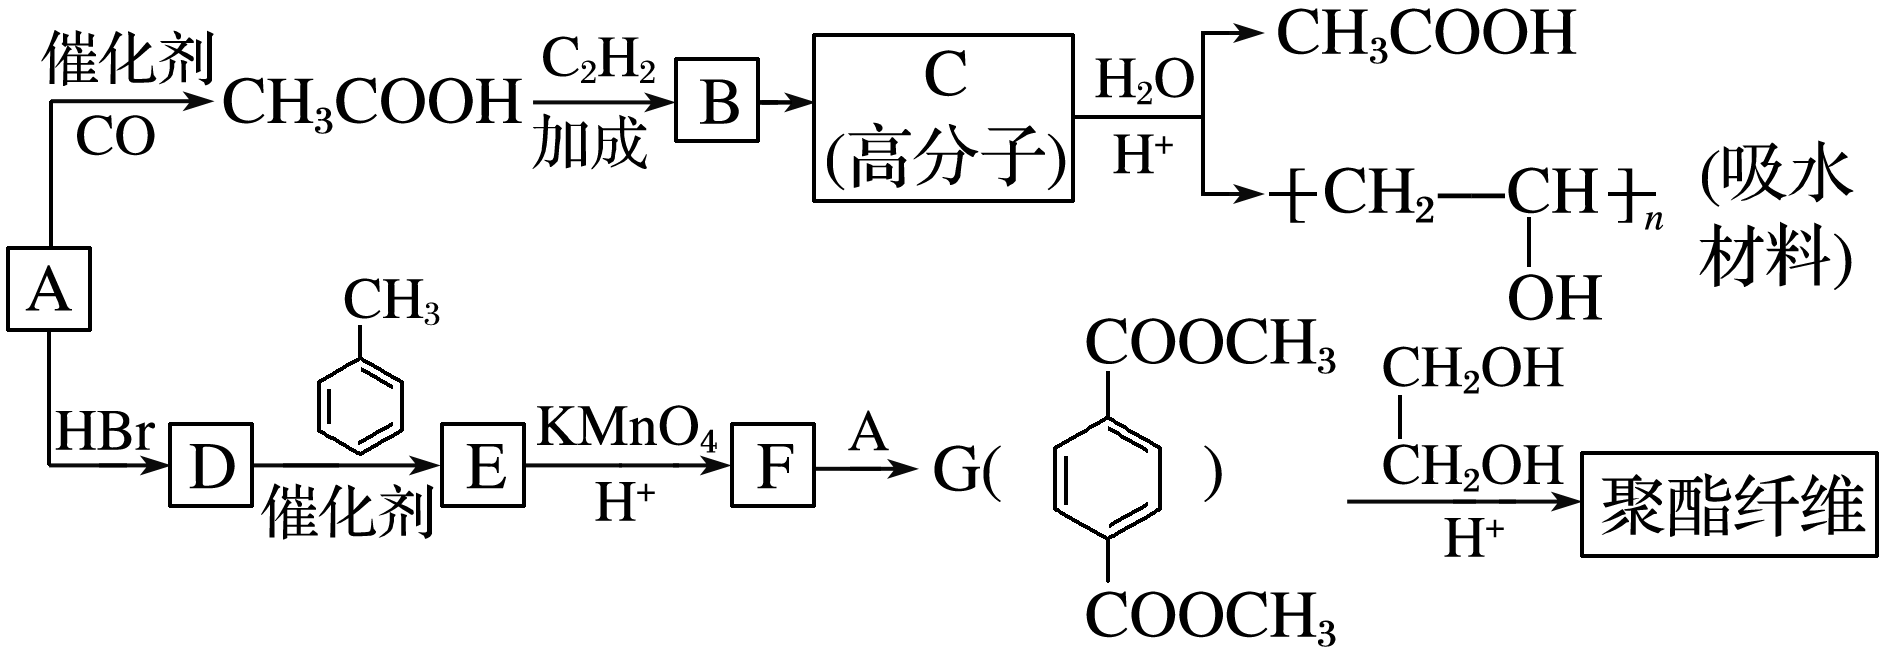 催化剂
CO
CH₃COOH
C₂H₂
加成
B
C
(高分子)
H₂O
H⁺
CH₃COOH
[CH₂—CH]ₙ
OH
(吸水
材料)
A
HBr
D
CH₃
催化剂
E
KMnO₄
H⁺
F
A
G(
COOCH₃
COOCH₃
)
CH₂OH
CH₂OH
H⁺
聚酯纤维